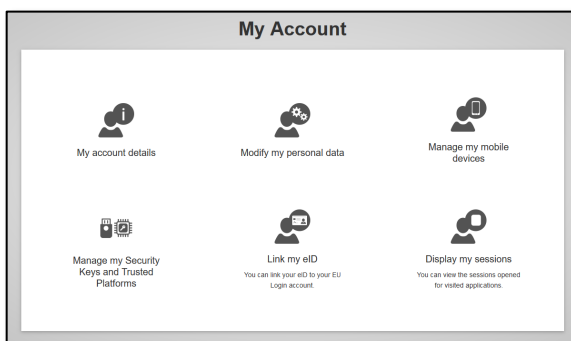 My Account
My account details
Modify my personal data
Manage my mobile
devices
Manage my Security
Keys and Trusted
Platforms
Link my eID
You can link your eID to your EU
Login account.
Display my sessions
You can view the sessions opened
for visited applications.